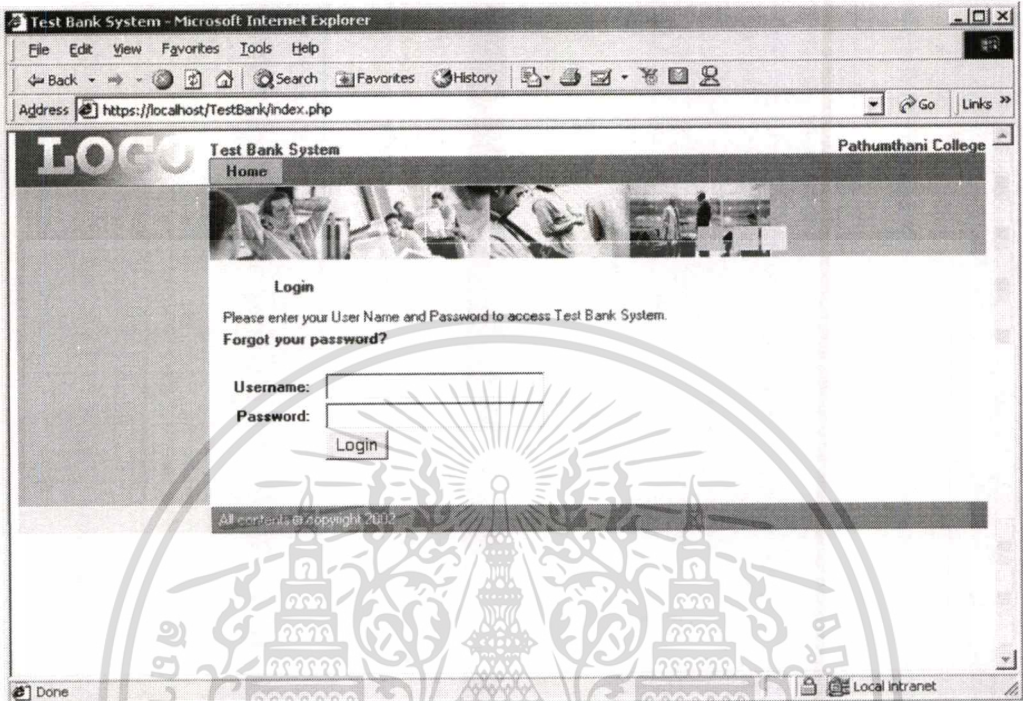 Test Bank System - Microsoft Internet Explorer
File Edit View Favorites Tools Help
Back Search Favorites History
Address https://localhost/TestBank/index.php Go Links »
LOGO
Test Bank System Pathumthani College
Home
Login
Please enter your User Name and Password to access Test Bank System.
Forgot your password?
Username:
Password:
Login
All contents © copyright 2002
Done Local intranet